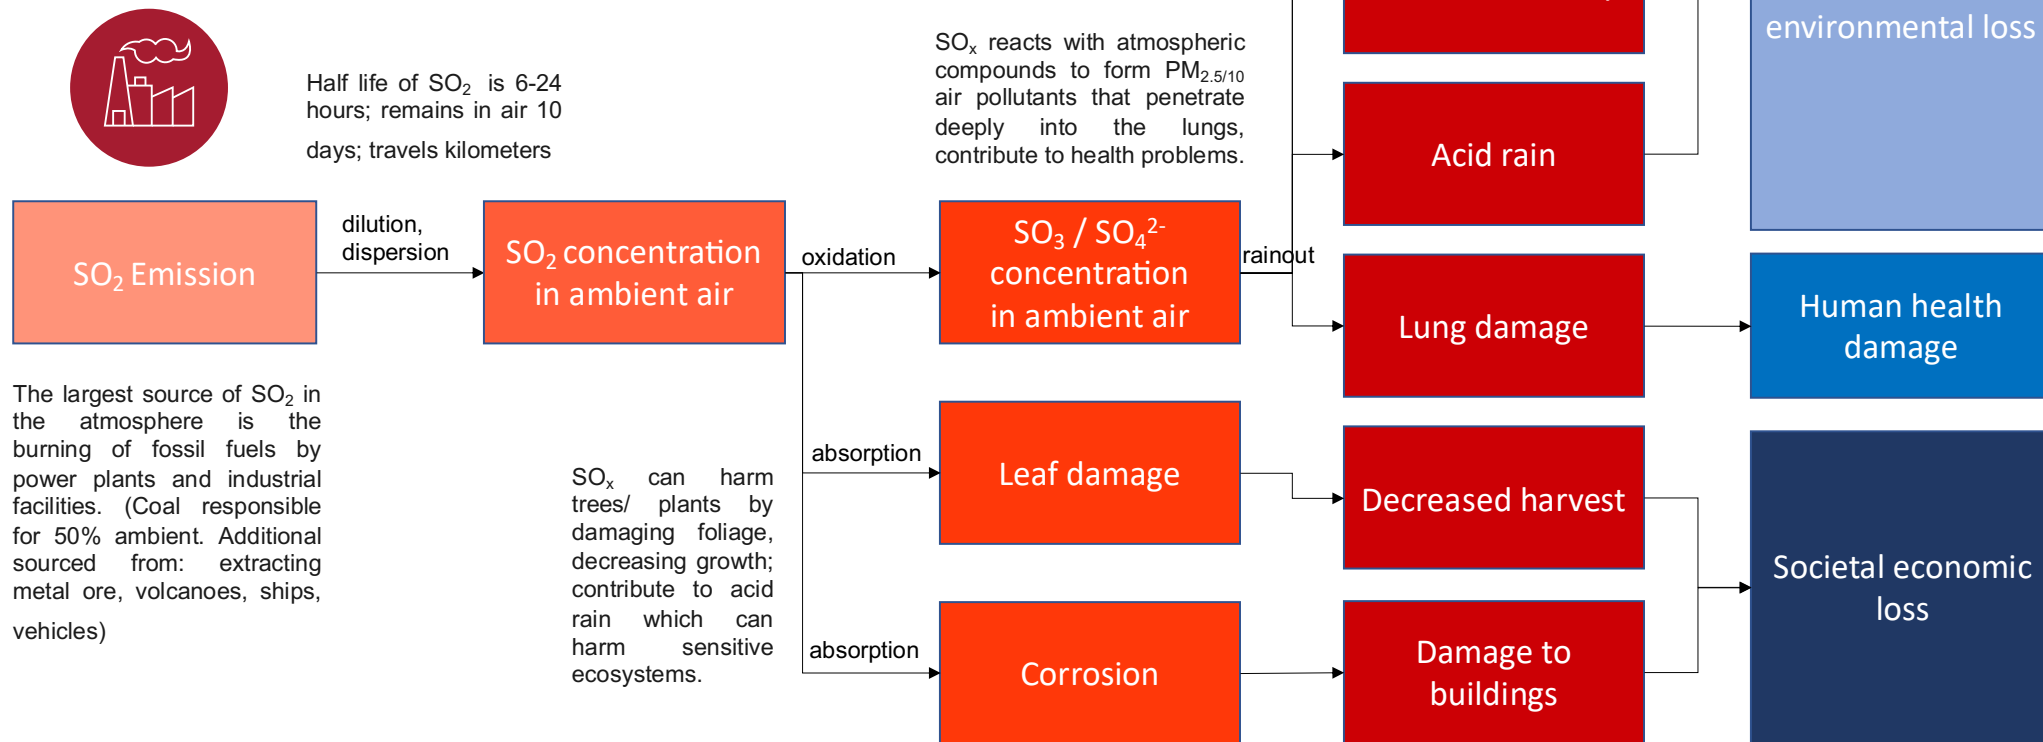 environmental loss
Half life of SO₂ is 6-24
hours; remains in air 10
days; travels kilometers
SOₓ reacts with atmospheric
compounds to form PM₂.₅/₁₀
air pollutants that penetrate
deeply into the lungs,
contribute to health problems.
Acid rain
SO₂ Emission
dilution,
dispersion
SO₂ concentration
in ambient air
oxidation
SO₃ / SO₄²⁻
concentration
in ambient air
rainout
Lung damage
Human health
damage
The largest source of SO₂ in
the atmosphere is the
burning of fossil fuels by
power plants and industrial
facilities. (Coal responsible
for 50% ambient. Additional
sourced from: extracting
metal ore, volcanoes, ships,
vehicles)
SOₓ can harm
trees/ plants by
damaging foliage,
decreasing growth;
contribute to acid
rain which can
harm sensitive
ecosystems.
absorption
Leaf damage
Decreased harvest
absorption
Corrosion
Damage to
buildings
Societal economic
loss